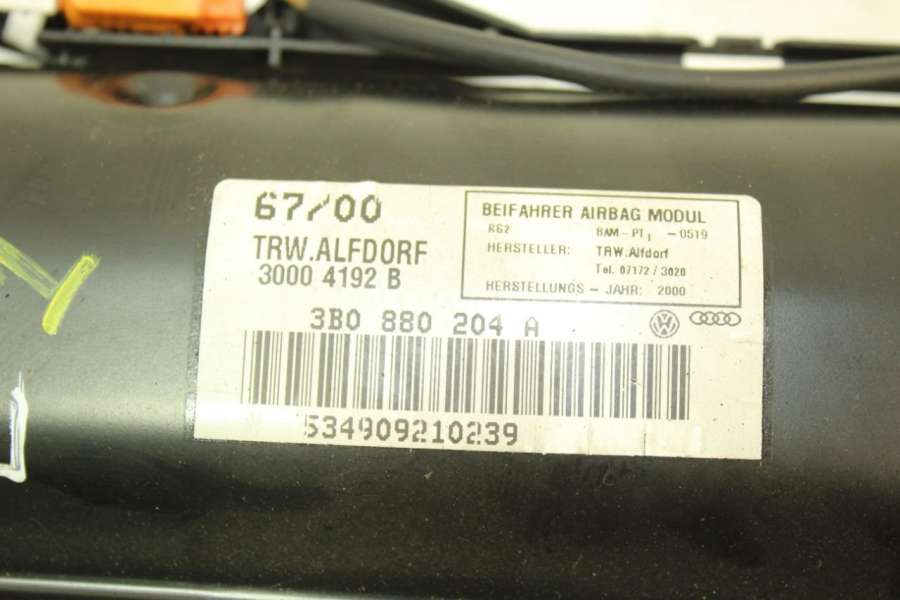 67/00
TRW.ALFDORF
3000 4192 B
BEIFAHRER AIRBAG MODUL
RG2 BAM-PT1 -0519
HERSTELLER: TRW.Alfdorf
Tel. 07172 / 3020
HERSTELLUNGS - JAHR: 2000
3B0 880 204 A
534909210239